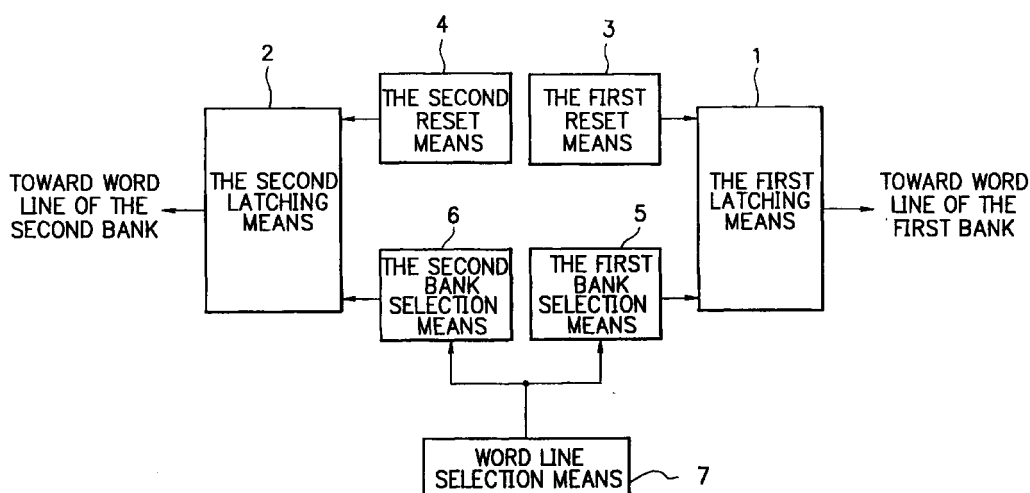 4
3
2
1
THE SECOND
RESET
MEANS
THE FIRST
RESET
MEANS
TOWARD WORD
LINE OF THE
SECOND BANK
THE SECOND
LATCHING
MEANS
THE FIRST
LATCHING
MEANS
TOWARD WORD
LINE OF THE
FIRST BANK
6
5
THE SECOND
BANK
SELECTION
MEANS
THE FIRST
BANK
SELECTION
MEANS
WORD LINE
SELECTION MEANS
7